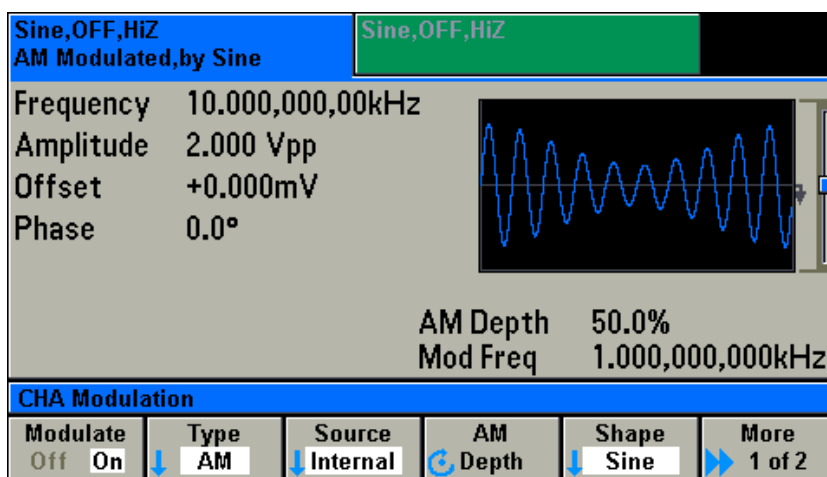 Sine,OFF,HiZ
AM Modulated,by Sine
Sine,OFF,HiZ
Frequency 10.000,000,00kHz
Amplitude 2.000 Vpp
Offset +0.000mV
Phase 0.0°
AM Depth 50.0%
Mod Freq 1.000,000,000kHz
CHA Modulation
Modulate
Off On
Type
AM
Source
Internal
AM
Depth
Shape
Sine
More
1 of 2